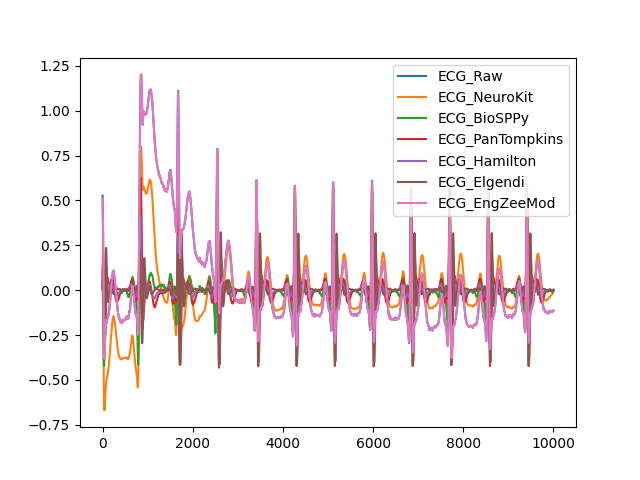 1.25
1.00
0.75
0.50
0.25
0.00
−0.25
−0.50
−0.75
0
2000
4000
6000
8000
10000
ECG_Raw
ECG_NeuroKit
ECG_BioSPPy
ECG_PanTompkins
ECG_Hamilton
ECG_Elgendi
ECG_EngZeeMod